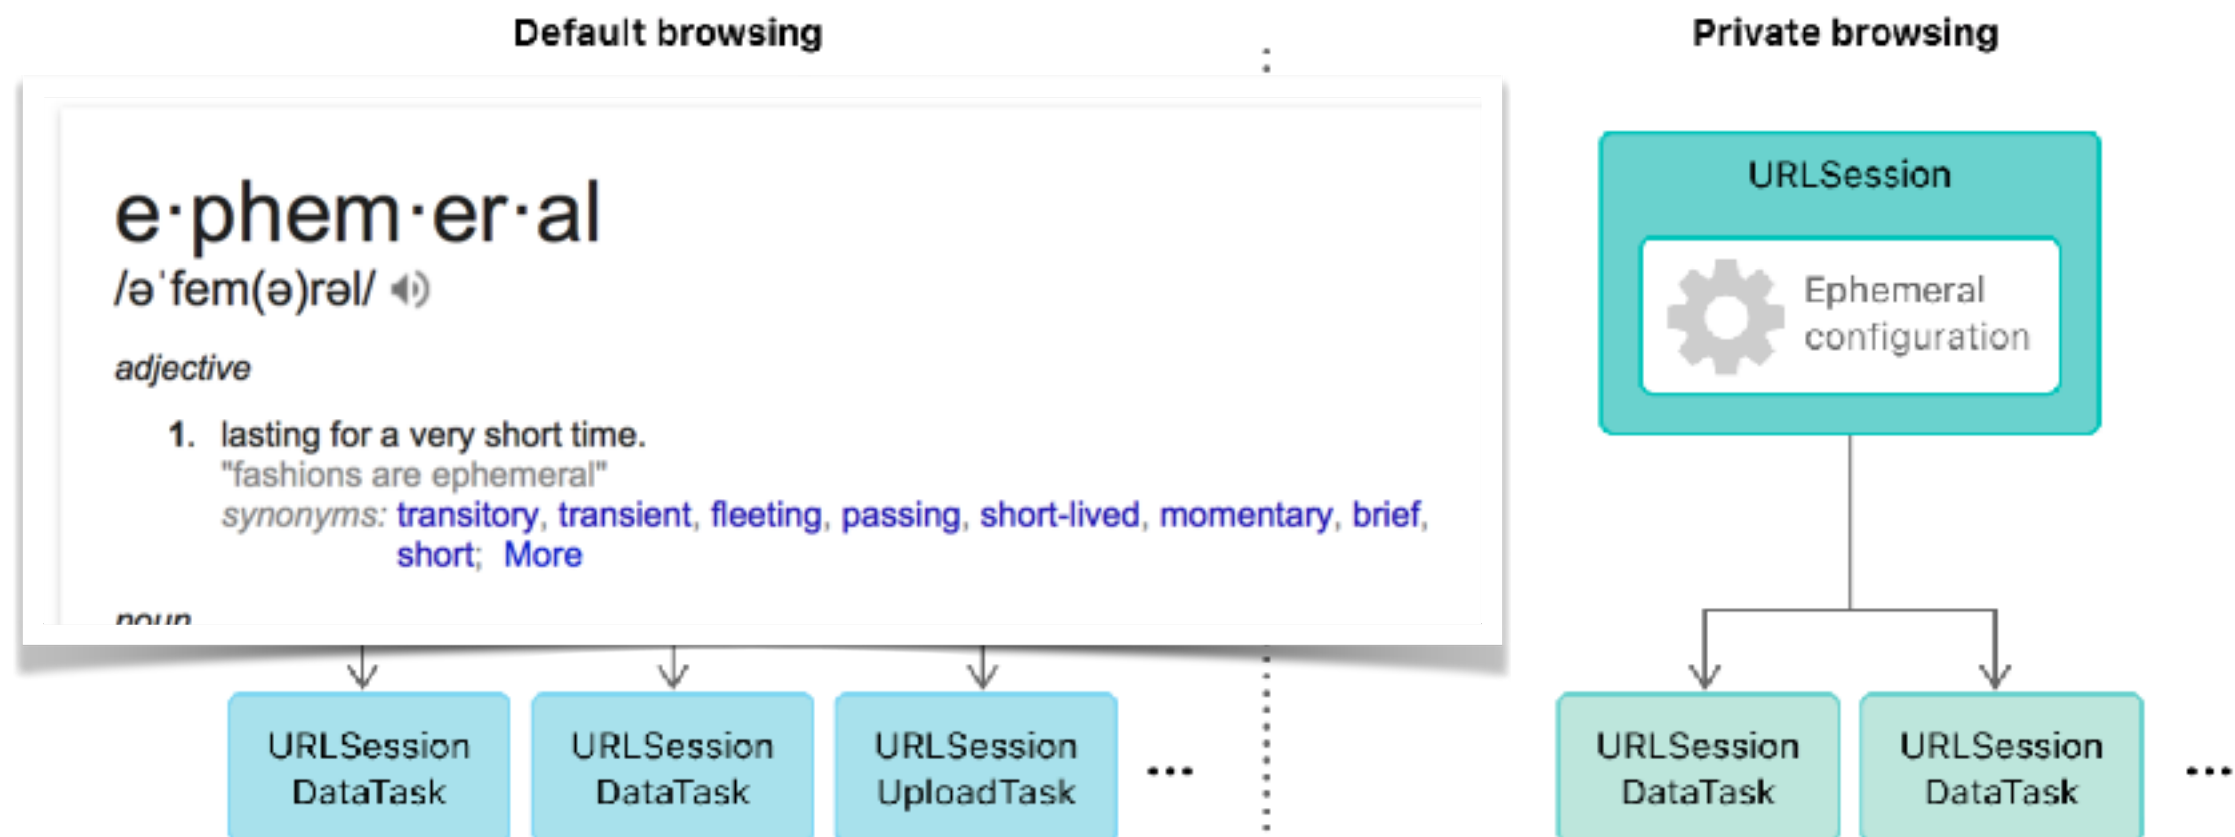 Default browsing
Private browsing
e·phem·er·al
/əˈfem(ə)rəl/
adjective
1. lasting for a very short time.
"fashions are ephemeral"
synonyms: transitory, transient, fleeting, passing, short-lived, momentary, brief,
short; More
noun
URLSession
Ephemeral
configuration
URLSession
DataTask
URLSession
DataTask
URLSession
UploadTask
...
URLSession
DataTask
URLSession
DataTask
...